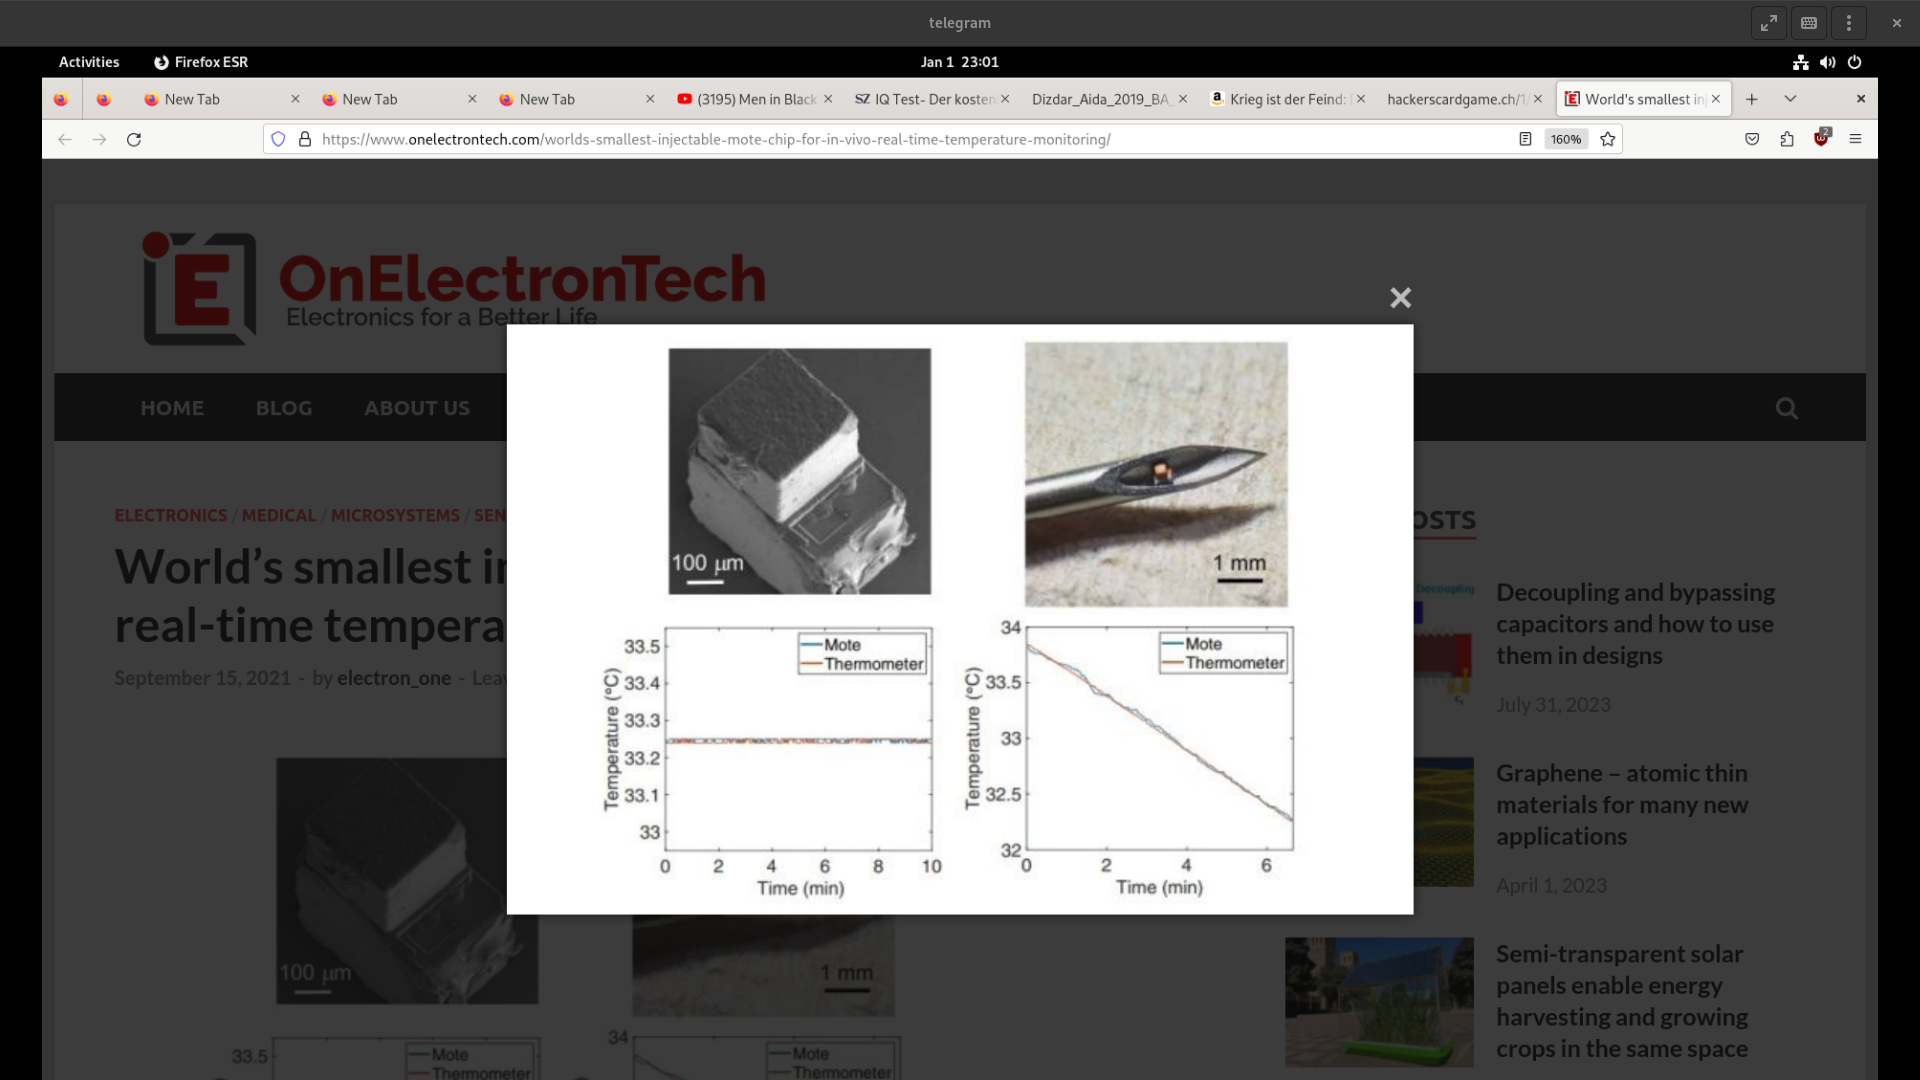 telegram
Activities
Firefox ESR
Jan 1 23:01
New Tab
New Tab
New Tab
(3195) Men in Black
IQ Test- Der kosten
Dizdar_Aida_2019_BA_
Krieg ist der Feind:
hackerscardgame.ch/1/
World's smallest in
https://www.onelectrontech.com/worlds-smallest-injectable-mote-chip-for-in-vivo-real-time-temperature-monitoring/
160%
2
iE OnElectronTech
Electronics for a Better Life
HOME
BLOG
ABOUT US
ELECTRONICS / MEDICAL / MICROSYSTEMS / SEN
World’s smallest in
real-time tempera
September 15, 2021 - by electron_one - Lea
100 µm
1 mm
Mote
Thermometer
33.5
33.4
33.3
33.2
33.1
33
Temperature (°C)
0 2 4 6 8 10
Time (min)
Mote
Thermometer
34
33.5
33
32.5
32
Temperature (°C)
0 2 4 6
Time (min)
OSTS
Decoupling
Decoupling and bypassing
capacitors and how to use
them in designs
July 31, 2023
Graphene – atomic thin
materials for many new
applications
April 1, 2023
Semi-transparent solar
panels enable energy
harvesting and growing
crops in the same space
100 µm
1 mm
33.5
Mote
Thermometer
34
Mote
Thermometer